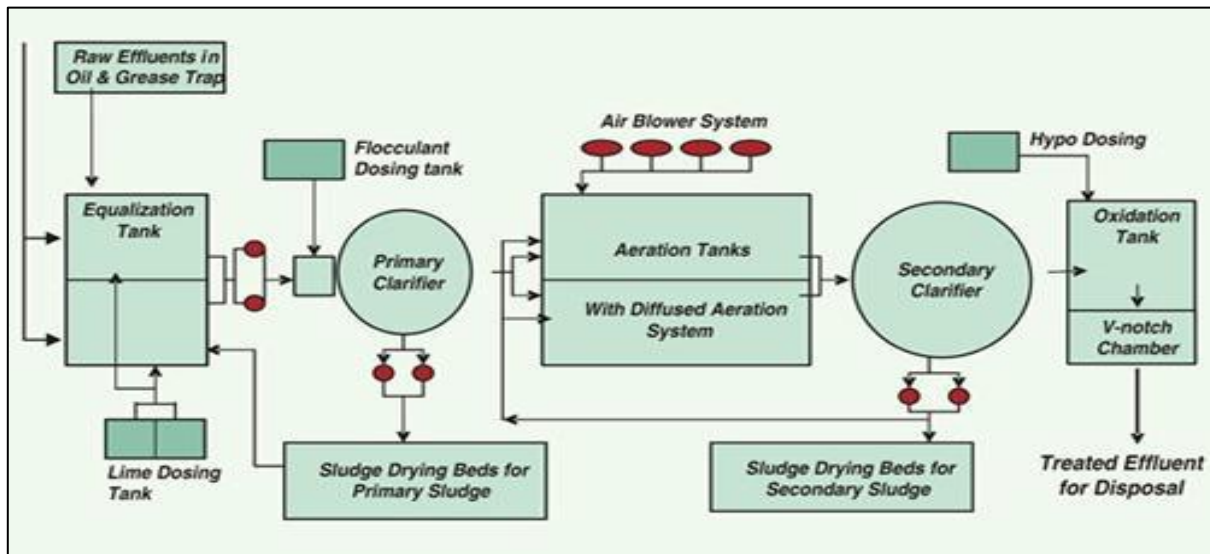 Raw Effluents in
Oil & Grease Trap
Equalization
Tank
Lime Dosing
Tank
Flocculant
Dosing tank
Primary
Clarifier
Sludge Drying Beds for
Primary Sludge
Air Blower System
Aeration Tanks
With Diffused Aeration
System
Secondary
Clarifier
Sludge Drying Beds for
Secondary Sludge
Hypo Dosing
Oxidation
Tank
V-notch
Chamber
Treated Effluent
for Disposal